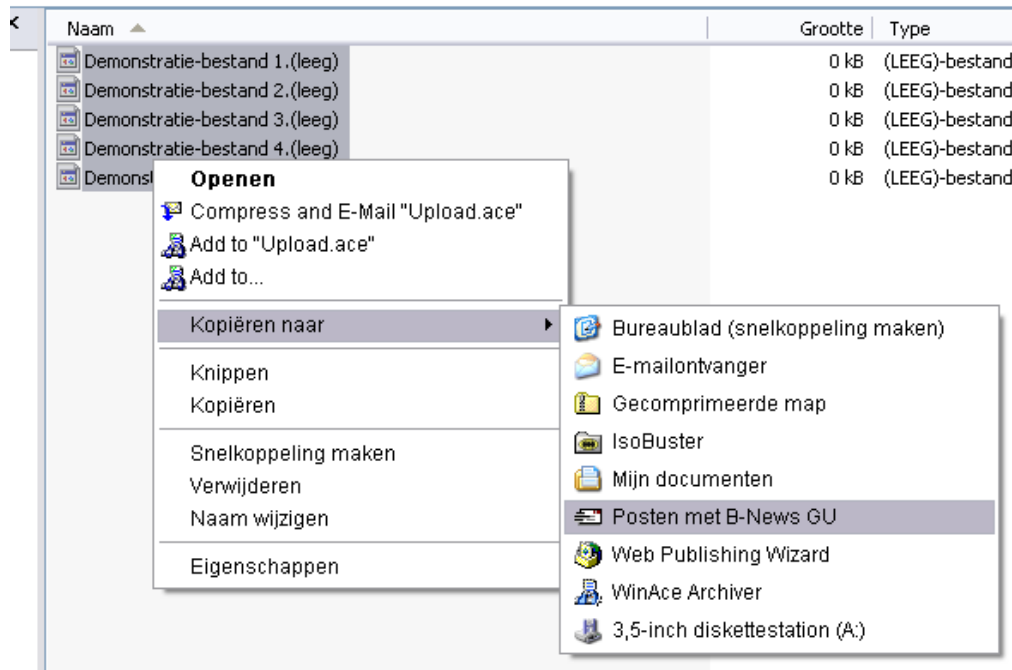 Naam Grootte Type
Demonstratie-bestand 1.(leeg) 0 kB (LEEG)-bestand
Demonstratie-bestand 2.(leeg) 0 kB (LEEG)-bestand
Demonstratie-bestand 3.(leeg) 0 kB (LEEG)-bestand
Demonstratie-bestand 4.(leeg) 0 kB (LEEG)-bestand
Demonst 0 kB (LEEG)-bestand
Openen
Compress and E-Mail "Upload.ace"
Add to "Upload.ace"
Add to...
Kopiëren naar
Knippen
Kopiëren
Snelkoppeling maken
Verwijderen
Naam wijzigen
Eigenschappen
Bureaublad (snelkoppeling maken)
E-mailontvanger
Gecomprimeerde map
IsoBuster
Mijn documenten
Posten met B-News GU
Web Publishing Wizard
WinAce Archiver
3,5-inch diskettestation (A:)